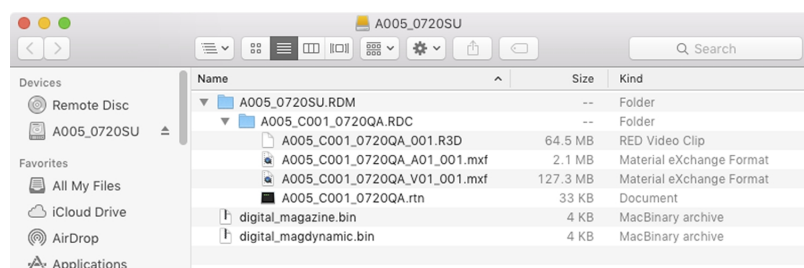 A005_0720SU
Search
Devices
Remote Disc
A005_0720SU
Favorites
All My Files
iCloud Drive
AirDrop
Applications
Name Size Kind
A005_0720SU.RDM -- Folder
A005_C001_0720QA.RDC -- Folder
A005_C001_0720QA_001.R3D 64.5 MB RED Video Clip
A005_C001_0720QA_A01_001.mxf 2.1 MB Material eXchange Format
A005_C001_0720QA_V01_001.mxf 127.3 MB Material eXchange Format
A005_C001_0720QA.rtn 33 KB Document
digital_magazine.bin 4 KB MacBinary archive
digital_magdynamic.bin 4 KB MacBinary archive